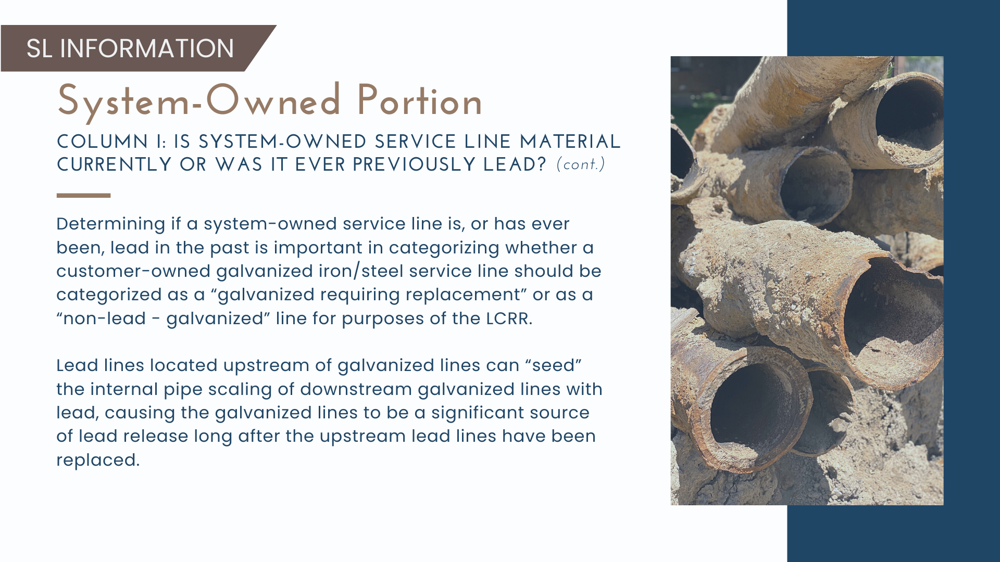 SL INFORMATION
System-Owned Portion
COLUMN I: IS SYSTEM-OWNED SERVICE LINE MATERIAL
CURRENTLY OR WAS IT EVER PREVIOUSLY LEAD? (cont.)
Determining if a system-owned service line is, or has ever
been, lead in the past is important in categorizing whether a
customer-owned galvanized iron/steel service line should be
categorized as a “galvanized requiring replacement” or as a
“non-lead - galvanized” line for purposes of the LCRR.
Lead lines located upstream of galvanized lines can “seed”
the internal pipe scaling of downstream galvanized lines with
lead, causing the galvanized lines to be a significant source
of lead release long after the upstream lead lines have been
replaced.